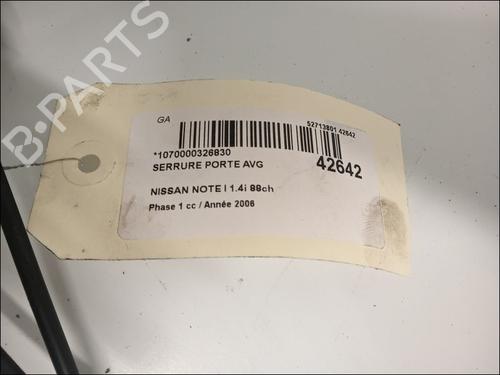 B-PARTS
GA
52713801 42642
*1070000326830
SERRURE PORTE AVG
42642
NISSAN NOTE I 1.4i 88ch
Phase 1 cc / Année 2006